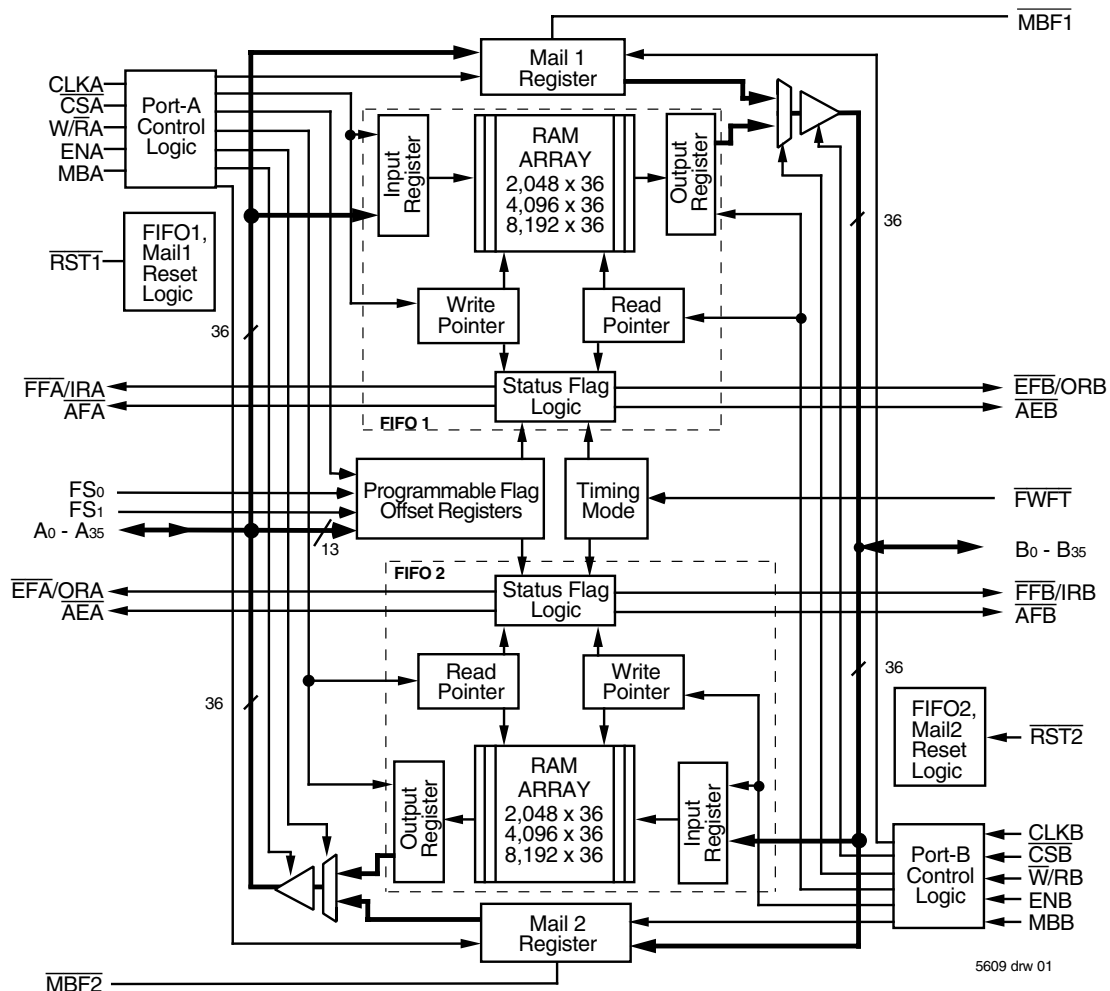 MBF1
Mail 1
Register
CLKA
CSA
W/RA
ENA
MBA
Port-A
Control
Logic
RAM
ARRAY
2,048 x 36
4,096 x 36
8,192 x 36
Input
Register
Output
Register
36
RST1
FIFO1,
Mail1
Reset
Logic
36
Write
Pointer
Read
Pointer
FFA/IRA
AFA
Status Flag
Logic
EFB/ORB
AEB
FIFO 1
FS0
FS1
A0 - A35
Programmable Flag
Offset Registers
13
Timing
Mode
FWFT
B0 - B35
FIFO 2
EFA/ORA
AEA
Status Flag
Logic
FFB/IRB
AFB
36
Read
Pointer
Write
Pointer
36
FIFO2,
Mail2
Reset
Logic
RST2
Output
Register
RAM
ARRAY
2,048 x 36
4,096 x 36
8,192 x 36
Input
Register
Port-B
Control
Logic
CLKB
CSB
W/RB
ENB
MBB
Mail 2
Register
MBF2
5609 drw 01